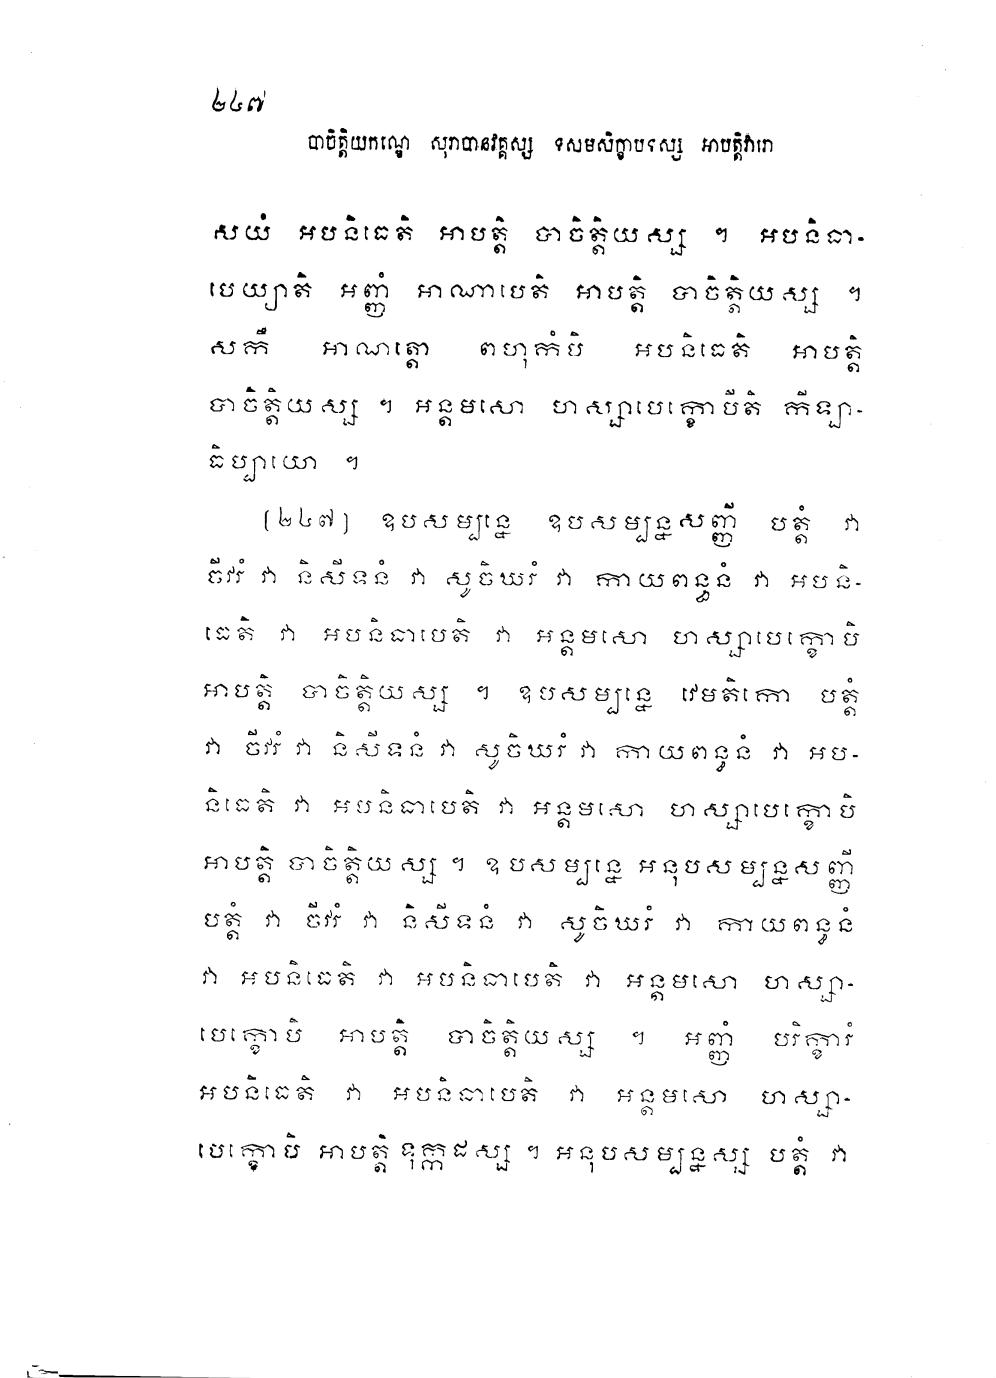 ២៤៧
បាចិត្តិយកណ្ឌេ សុរាបានវគ្គស្ស ទសមសិក្ខាបទស្ស អាបត្តិវារោ
សយំ អបនិធេតិ អាបត្តិ បាចិត្តិយស្ស ។ អបនិធា-
បេយ្យាតិ អញ្ញំ អាណាបេតិ អាបត្តិ បាចិត្តិយស្ស ។
សកឹ អាណត្តោ ពហុកំបិ អបនិធេតិ អាបត្តិ
បាចិត្តិយស្ស ។ អន្តមសោ ហស្សាបេក្ខោបីតិ កីឡា-
ធិប្បាយោ ។
(២៤៧) ឧបសម្បន្នេ ឧបសម្បន្នសញ្ញី បត្តំ វា
ចីវរំ វា និសីទនំ វា សូចិឃរំ វា កាយពន្ធនំ វា អបនិ-
ធេតិ វា អបនិធាបេតិ វា អន្តមសោ ហស្សាបេក្ខោបិ
អាបត្តិ បាចិត្តិយស្ស ។ ឧបសម្បន្នេ វេមតិកោ បត្តំ
វា ចីវរំ វា និសីទនំ វា សូចិឃរំ វា កាយពន្ធនំ វា អប-
និធេតិ វា អបនិធាបេតិ វា អន្តមសោ ហស្សាបេក្ខោបិ
អាបត្តិ បាចិត្តិយស្ស ។ ឧបសម្បន្នេ អនុបសម្បន្នសញ្ញី
បត្តំ វា ចីវរំ វា និសីទនំ វា សូចិឃរំ វា កាយពន្ធនំ
វា អបនិធេតិ វា អបនិធាបេតិ វា អន្តមសោ ហស្សា-
បេក្ខោបិ អាបត្តិ បាចិត្តិយស្ស ។ អញ្ញំ បរិក្ខារំ
អបនិធេតិ វា អបនិធាបេតិ វា អន្តមសោ ហស្សា-
បេក្ខោបិ អាបត្តិ ទុក្កដស្ស ។ អនុបសម្បន្នស្ស បត្តំ វា